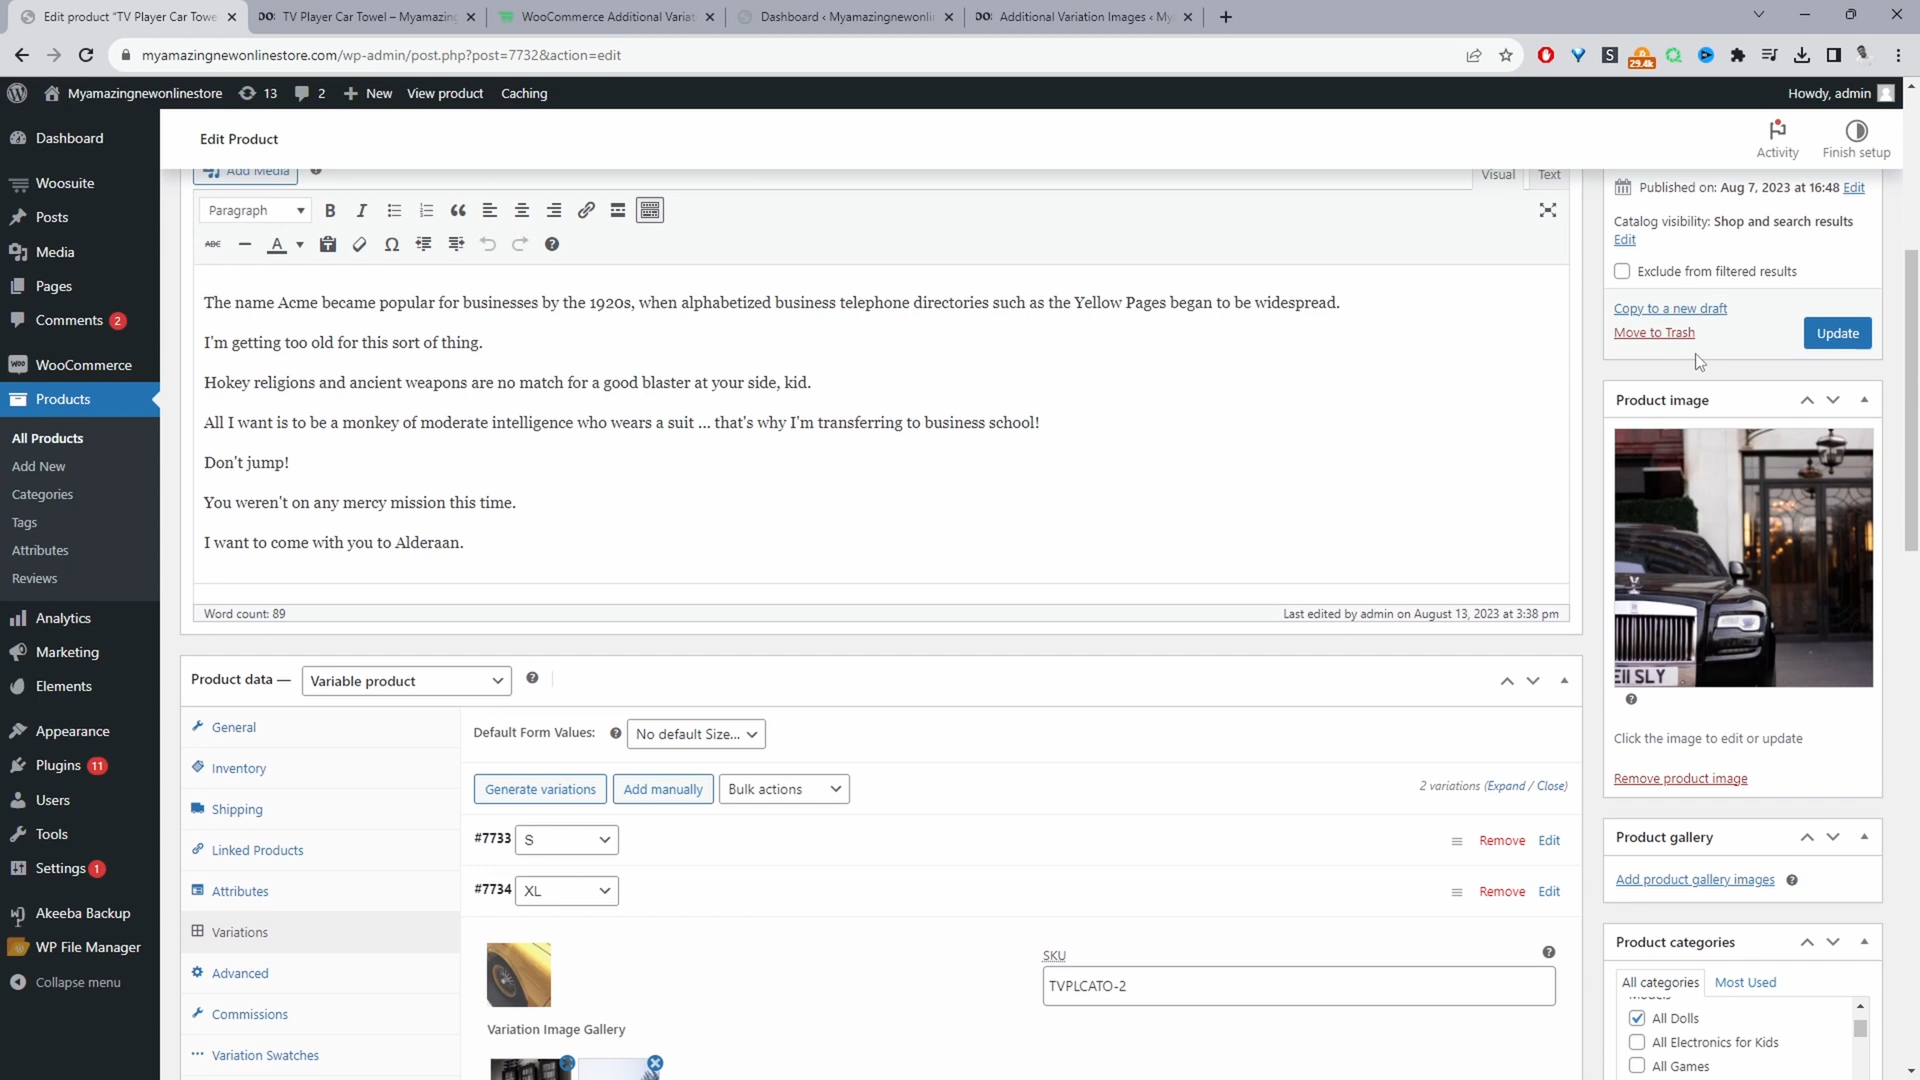 Edit product "TV Player Car Towe
TV Player Car Towel – Myamazing
WooCommerce Additional Variat
Dashboard ‹ Myamazingnewonlin
Additional Variation Images ‹ My
myamazingnewonlinestore.com/wp-admin/post.php?post=7732&action=edit
29.4k
Myamazingnewonlinestore
13
2
New
View product
Caching
Howdy, admin
Dashboard
Woosuite
Posts
Media
Pages
Comments 2
WooCommerce
Products
All Products
Add New
Categories
Tags
Attributes
Reviews
Analytics
Marketing
Elements
Appearance
Plugins 11
Users
Tools
Settings 1
Akeeba Backup
WP File Manager
Collapse menu
Edit Product
Activity
Finish setup
Add Media
Visual
Text
Paragraph
ABC
The name Acme became popular for businesses by the 1920s, when alphabetized business telephone directories such as the Yellow Pages began to be widespread.
I'm getting too old for this sort of thing.
Hokey religions and ancient weapons are no match for a good blaster at your side, kid.
All I want is to be a monkey of moderate intelligence who wears a suit … that's why I'm transferring to business school!
Don't jump!
You weren't on any mercy mission this time.
I want to come with you to Alderaan.
Word count: 89
Last edited by admin on August 13, 2023 at 3:38 pm
Product data —
Variable product
General
Inventory
Shipping
Linked Products
Attributes
Variations
Advanced
Commissions
Variation Swatches
Default Form Values:
No default Size...
Generate variations
Add manually
Bulk actions
2 variations (Expand / Close)
#7733
S
Remove
Edit
#7734
XL
Remove
Edit
SKU
TVPLCATO-2
Variation Image Gallery
Published on: Aug 7, 2023 at 16:48 Edit
Catalog visibility: Shop and search results
Edit
Exclude from filtered results
Copy to a new draft
Move to Trash
Update
Product image
E11 SLY
Click the image to edit or update
Remove product image
Product gallery
Add product gallery images
Product categories
All categories
Most Used
All Dolls
All Electronics for Kids
All Games